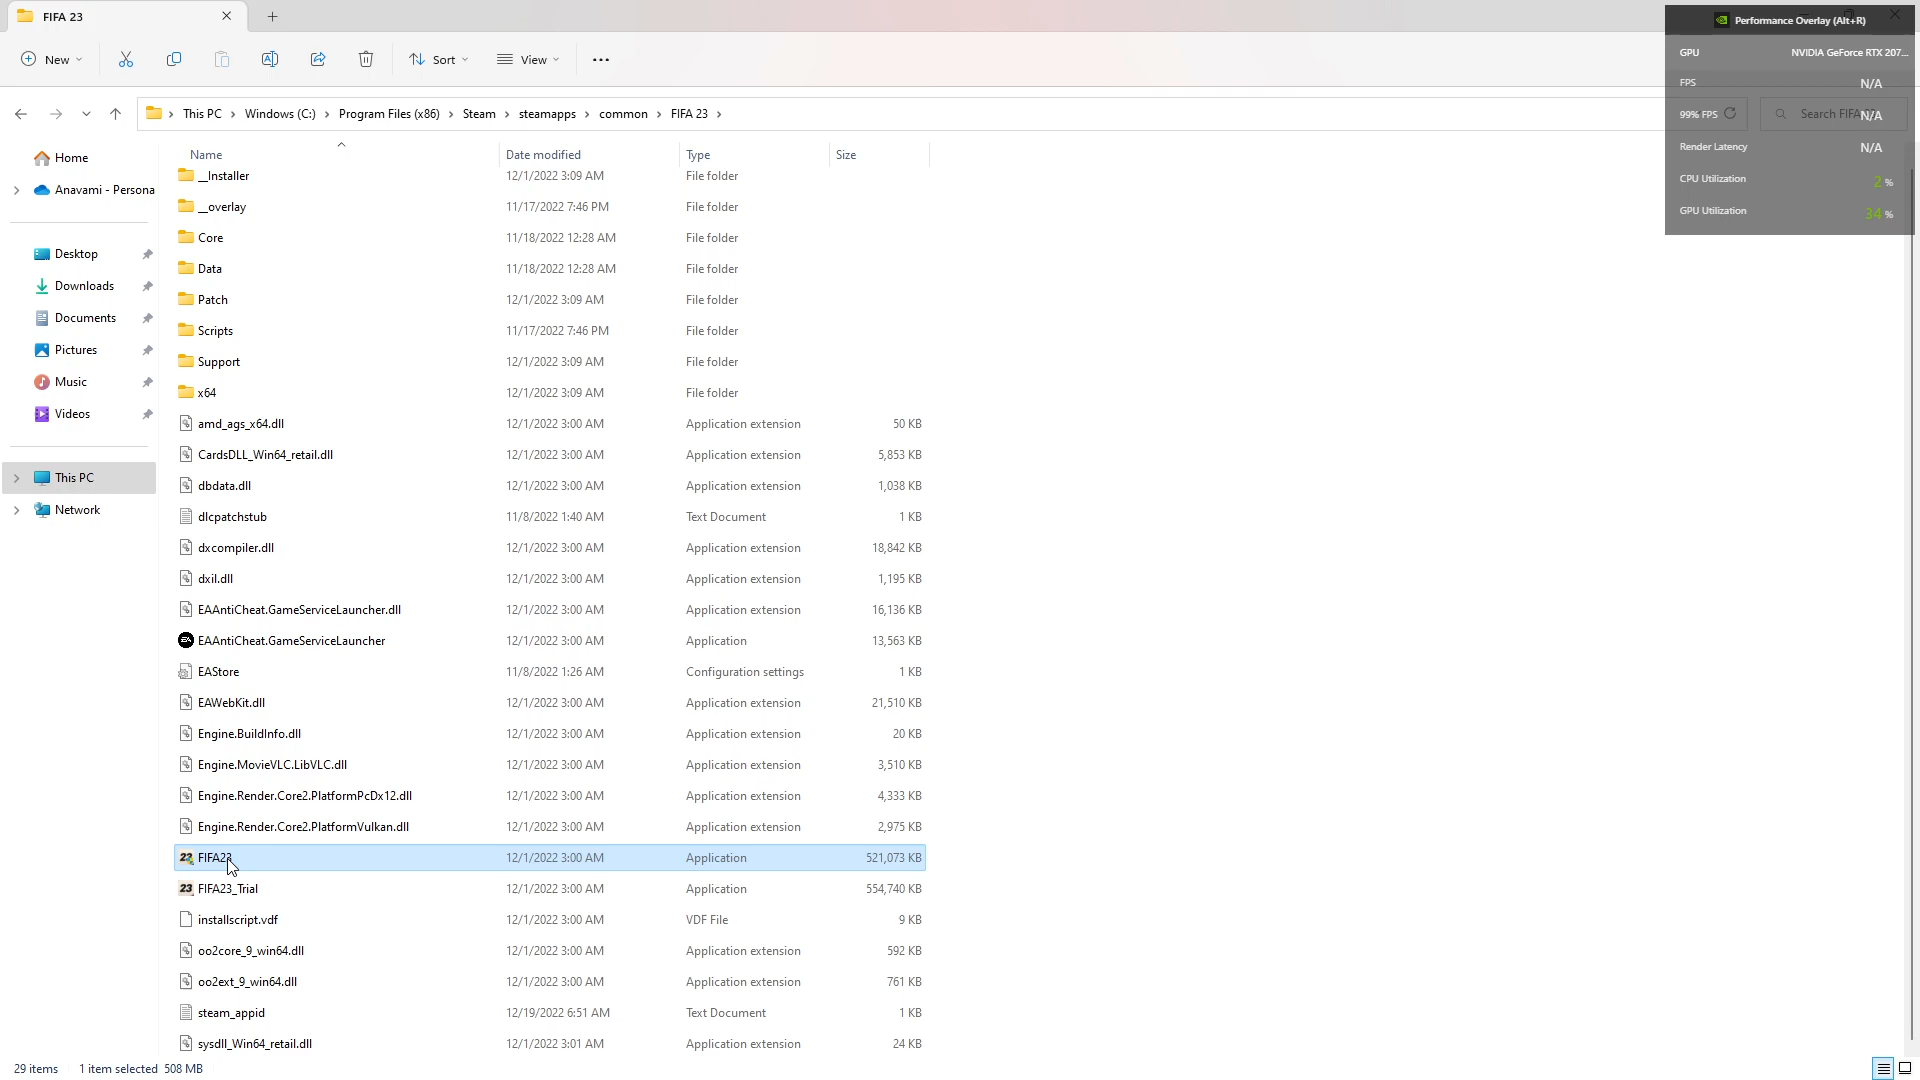 FIFA 23
New
Sort
View
Performance Overlay (Alt+R)
GPU NVIDIA GeForce RTX 207...
FPS N/A
99% FPS N/A
Render Latency N/A
CPU Utilization 2 %
GPU Utilization 34 %
This PC Windows (C:) Program Files (x86) Steam steamapps common FIFA 23
Search FIFA
Home
Anavami - Persona
Desktop
Downloads
Documents
Pictures
Music
Videos
This PC
Network
Name Date modified Type Size
__Installer 12/1/2022 3:09 AM File folder
__overlay 11/17/2022 7:46 PM File folder
Core 11/18/2022 12:28 AM File folder
Data 11/18/2022 12:28 AM File folder
Patch 12/1/2022 3:09 AM File folder
Scripts 11/17/2022 7:46 PM File folder
Support 12/1/2022 3:09 AM File folder
x64 12/1/2022 3:09 AM File folder
amd_ags_x64.dll 12/1/2022 3:00 AM Application extension 50 KB
CardsDLL_Win64_retail.dll 12/1/2022 3:00 AM Application extension 5,853 KB
dbdata.dll 12/1/2022 3:00 AM Application extension 1,038 KB
dlcpatchstub 11/8/2022 1:40 AM Text Document 1 KB
dxcompiler.dll 12/1/2022 3:00 AM Application extension 18,842 KB
dxil.dll 12/1/2022 3:00 AM Application extension 1,195 KB
EAAntiCheat.GameServiceLauncher.dll 12/1/2022 3:00 AM Application extension 16,136 KB
EAAntiCheat.GameServiceLauncher 12/1/2022 3:00 AM Application 13,563 KB
EAStore 11/8/2022 1:26 AM Configuration settings 1 KB
EAWebKit.dll 12/1/2022 3:00 AM Application extension 21,510 KB
Engine.BuildInfo.dll 12/1/2022 3:00 AM Application extension 20 KB
Engine.MovieVLC.LibVLC.dll 12/1/2022 3:00 AM Application extension 3,510 KB
Engine.Render.Core2.PlatformPcDx12.dll 12/1/2022 3:00 AM Application extension 4,333 KB
Engine.Render.Core2.PlatformVulkan.dll 12/1/2022 3:00 AM Application extension 2,975 KB
FIFA23 12/1/2022 3:00 AM Application 521,073 KB
FIFA23_Trial 12/1/2022 3:00 AM Application 554,740 KB
installscript.vdf 12/1/2022 3:00 AM VDF File 9 KB
oo2core_9_win64.dll 12/1/2022 3:00 AM Application extension 592 KB
oo2ext_9_win64.dll 12/1/2022 3:00 AM Application extension 761 KB
steam_appid 12/19/2022 6:51 AM Text Document 1 KB
sysdll_Win64_retail.dll 12/1/2022 3:01 AM Application extension 24 KB
29 items 1 item selected 508 MB